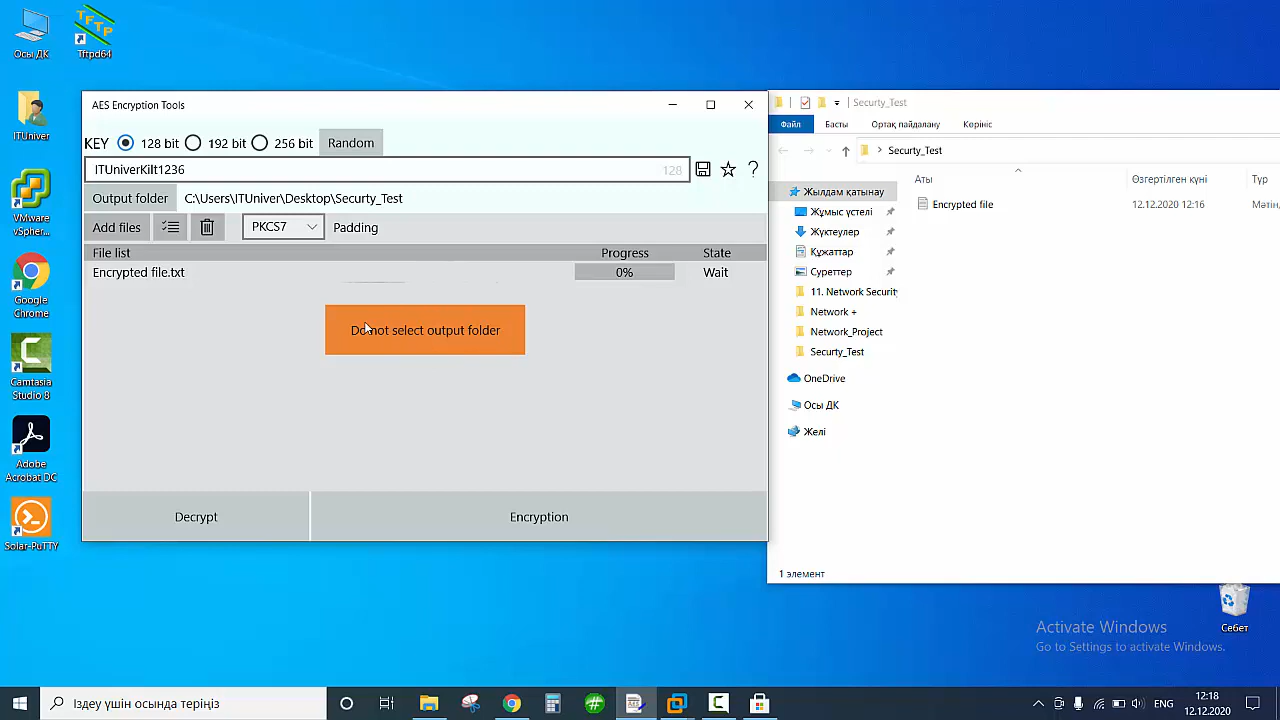 Осы ДК
Tftpd64
ITUniver
VMware
vSpher...
Google
Chrome
Camtasia
Studio 8
Adobe
Acrobat DC
Solar-PuTTY
AES Encryption Tools
KEY 128 bit 192 bit 256 bit Random
ITUniverKilt1236 128
?
Output folder C:\Users\ITUniver\Desktop\Securty_Test
Add files PKCS7 Padding
File list Progress State
Encrypted file.txt 0% Wait
Do not select output folder
Decrypt Encryption
Securty_Test
Файл Басты Ортақ пайдалану Көрініс
Securty_Test
Аты Өзгертілген күні Түр
Encrypted file 12.12.2020 12:16 Мәтін,
Жылдам қатынау
Жұмыс үстелі
Жүктеулер
Құжаттар
Суреттер
11. Network Security
Network +
Network_Project
Securty_Test
OneDrive
Осы ДК
Желі
1 элемент
Себет
Activate Windows
Go to Settings to activate Windows.
Іздеу үшін осында теріңіз
AES
ENG
12:18
12.12.2020